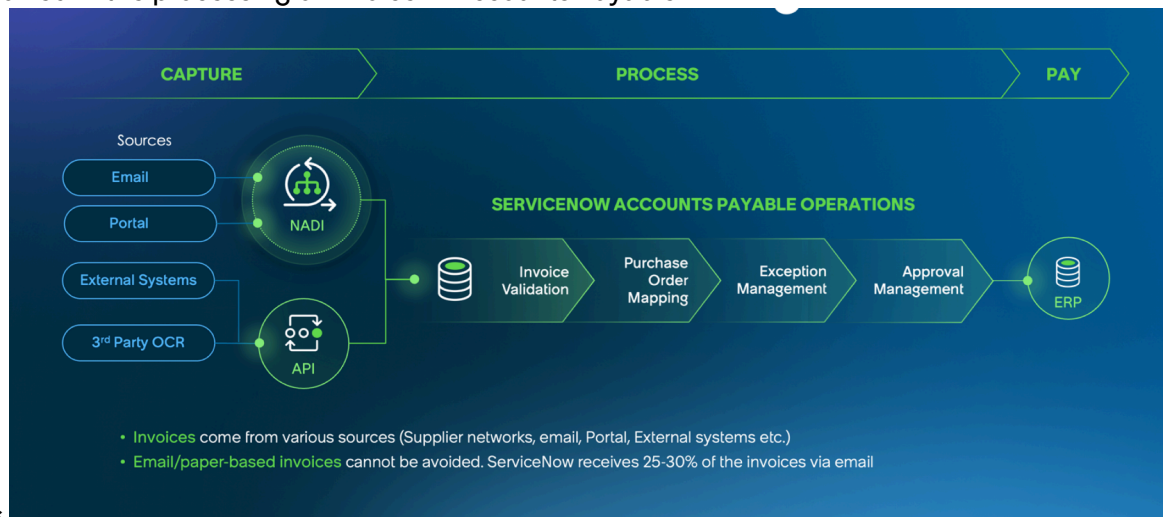 CAPTURE
PROCESS
PAY
Sources
Email
Portal
External Systems
3rd Party OCR
NADI
API
SERVICENOW ACCOUNTS PAYABLE OPERATIONS
Invoice
Validation
Purchase
Order
Mapping
Exception
Management
Approval
Management
ERP
• Invoices come from various sources (Supplier networks, email, Portal, External systems etc.)
• Email/paper-based invoices cannot be avoided. ServiceNow receives 25-30% of the invoices via email